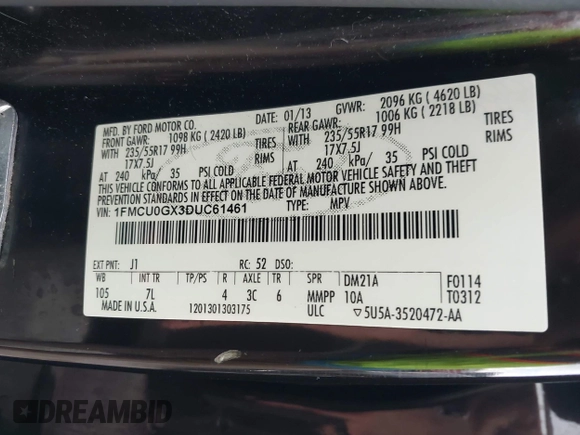 MFD. BY FORD MOTOR CO.
DATE: 01/13 GVWR: 2096 KG ( 4620 LB)
FRONT GAWR: 1098 KG ( 2420 LB) REAR GAWR: 1006 KG ( 2218 LB)
WITH 235/55R17 99H TIRES WITH 235/55R17 99H TIRES
17X7.5J RIMS 17X7.5J RIMS
AT 240 kPa/ 35 PSI COLD AT 240 kPa/ 35 PSI COLD
THIS VEHICLE CONFORMS TO ALL APPLICABLE FEDERAL MOTOR VEHICLE SAFETY AND THEFT
PREVENTION STANDARDS IN EFFECT ON THE DATE OF MANUFACTURE SHOWN ABOVE.
VIN: 1FMCU0GX3DUC61461 TYPE: MPV
EXT PNT: J1 RC: 52 DSO:
WB INT TR TP/PS R AXLE TR SPR DM21A F0114
105 7L 4 3C 6 MMPP 10A T0312
MADE IN U.S.A. 1201301303175 ULC ▽5U5A-3520472-AA
DREAMBID